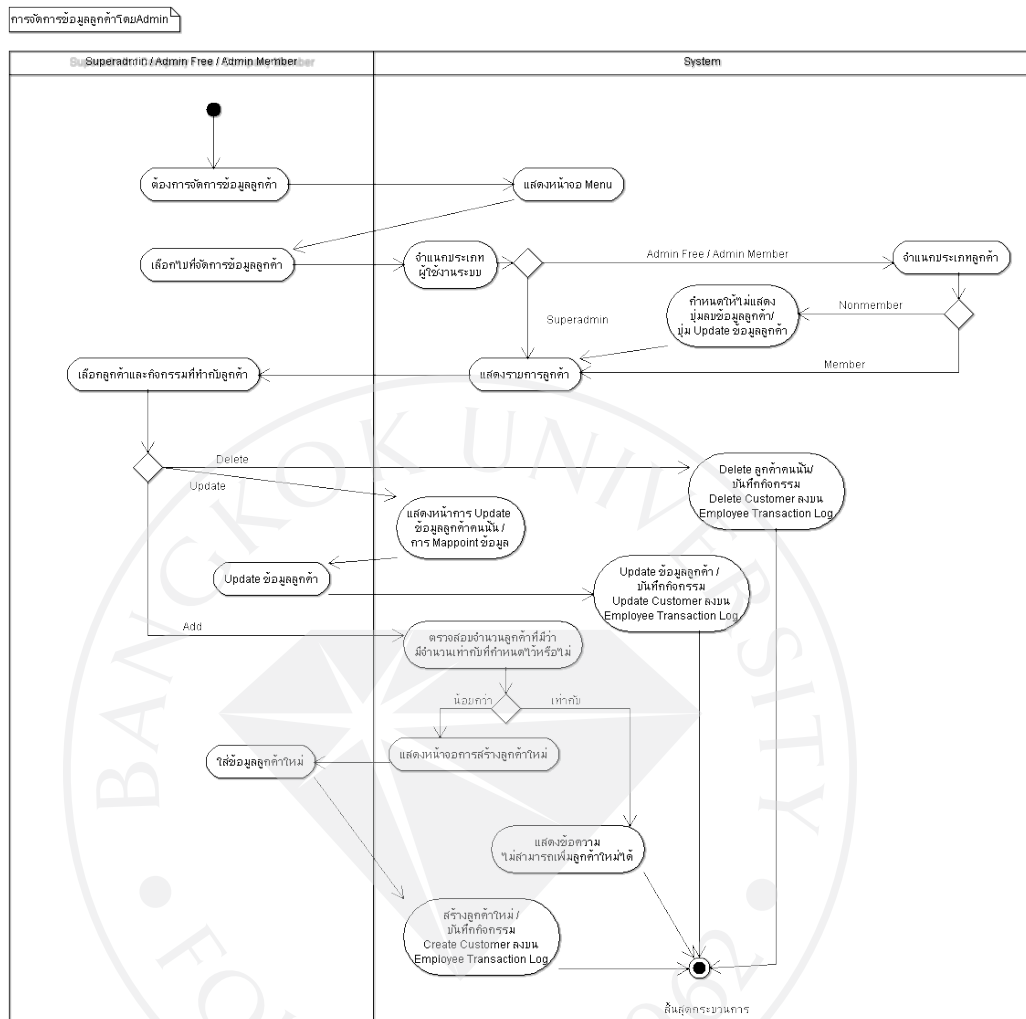 การจัดการข้อมูลลูกค้าโดยAdmin
Superadmin / Admin Free / Admin Member
System
ต้องการจัดการข้อมูลลูกค้า
แสดงหน้าจอ Menu
เลือกไปที่จัดการข้อมูลลูกค้า
จำแนกประเภท
ผู้ใช้งานระบบ
Admin Free / Admin Member
จำแนกประเภทลูกค้า
Superadmin
กำหนดให้ไม่แสดง
ปุ่มลบข้อมูลลูกค้า/
ปุ่ม Update ข้อมูลลูกค้า
Nonmember
Member
เลือกลูกค้าและกิจกรรมที่ทำกับลูกค้า
แสดงรายการลูกค้า
Delete
Update
Delete ลูกค้าคนนั้น/
บันทึกกิจกรรม
Delete Customer ลงบน
Employee Transaction Log
แสดงหน้าการ Update
ข้อมูลลูกค้าคนนั้น /
การ Mappoint ข้อมูล
Update ข้อมูลลูกค้า
Update ข้อมูลลูกค้า /
บันทึกกิจกรรม
Update Customer ลงบน
Employee Transaction Log
Add
ตรวจสอบจำนวนลูกค้าที่มีว่า
มีจำนวนเท่ากับที่กำหนดไว้หรือไม่
น้อยกว่า
เท่ากับ
ใส่ข้อมูลลูกค้าใหม่
แสดงหน้าจอการสร้างลูกค้าใหม่
แสดงข้อความ
ไม่สามารถเพิ่มลูกค้าใหม่ได้
สร้างลูกค้าใหม่ /
บันทึกกิจกรรม
Create Customer ลงบน
Employee Transaction Log
สิ้นสุดกระบวนการ
BANGKOK UNIVERSITY